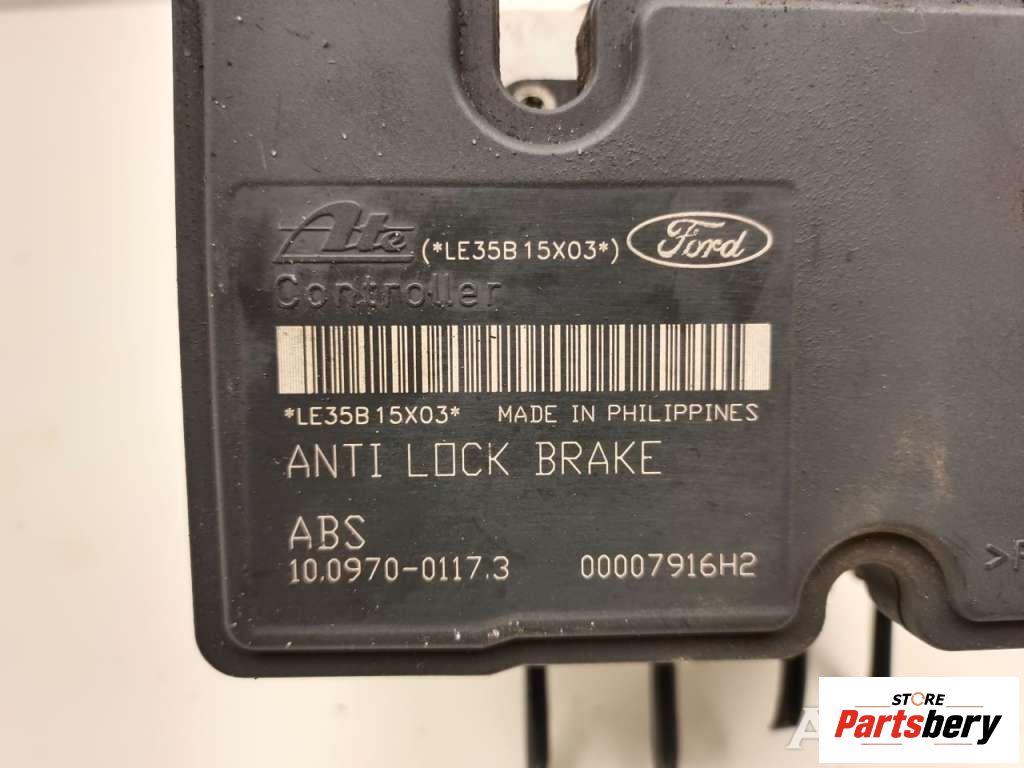 Ate (*LE35B15X03*) Ford
Controller
*LE35B15X03* MADE IN PHILIPPINES
ANTI LOCK BRAKE
ABS
10.0970-0117.3 00007916H2
STORE
Partsbery